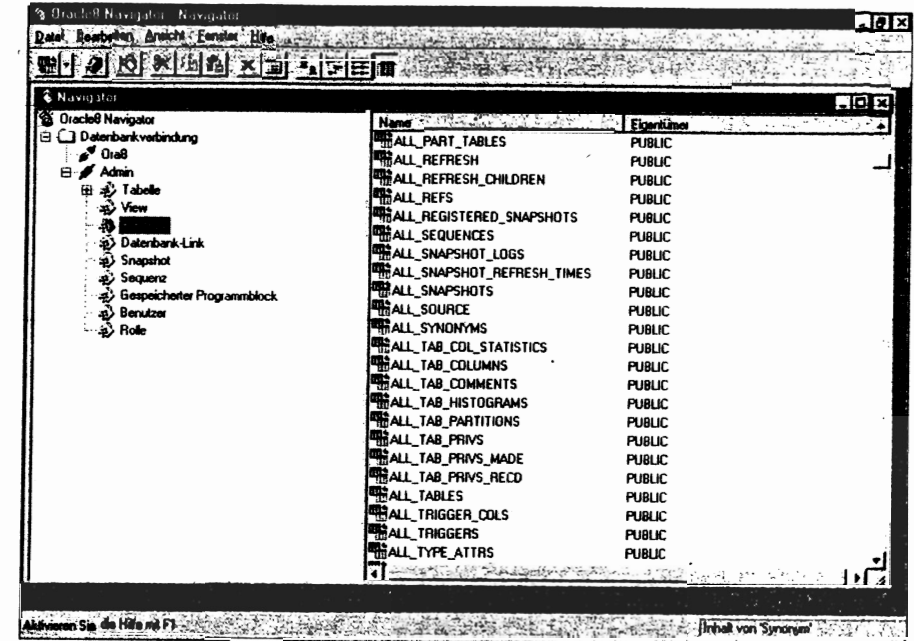 Oracle8 Navigator - Navigator
Datei Bearbeiten Ansicht Fenster Hilfe
Navigator
Oracle8 Navigator
Datenbankverbindung
Ora8
Admin
Tabelle
View
Datenbank-Link
Snapshot
Sequenz
Gespeicherter Programmblock
Benutzer
Rolle
Name Eigentümer
ALL_PART_TABLES PUBLIC
ALL_REFRESH PUBLIC
ALL_REFRESH_CHILDREN PUBLIC
ALL_REFS PUBLIC
ALL_REGISTERED_SNAPSHOTS PUBLIC
ALL_SEQUENCES PUBLIC
ALL_SNAPSHOT_LOGS PUBLIC
ALL_SNAPSHOT_REFRESH_TIMES PUBLIC
ALL_SNAPSHOTS PUBLIC
ALL_SOURCE PUBLIC
ALL_SYNONYMS PUBLIC
ALL_TAB_COL_STATISTICS PUBLIC
ALL_TAB_COLUMNS PUBLIC
ALL_TAB_COMMENTS PUBLIC
ALL_TAB_HISTOGRAMS PUBLIC
ALL_TAB_PARTITIONS PUBLIC
ALL_TAB_PRIVS PUBLIC
ALL_TAB_PRIVS_MADE PUBLIC
ALL_TAB_PRIVS_RECD PUBLIC
ALL_TABLES PUBLIC
ALL_TRIGGER_COLS PUBLIC
ALL_TRIGGERS PUBLIC
ALL_TYPE_ATTRS PUBLIC
Aktivieren Sie die Hilfe mit F1 Inhalt von 'Synonym'